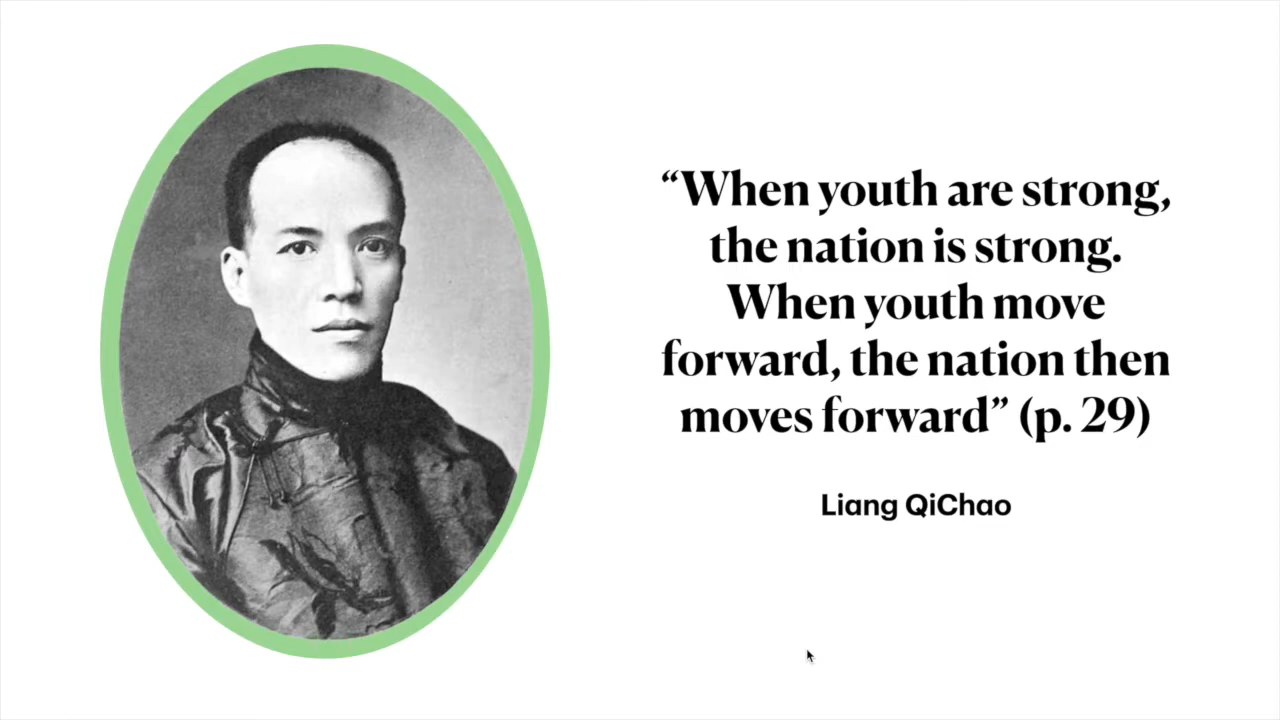 “When youth are strong,
the nation is strong.
When youth move
forward, the nation then
moves forward” (p. 29)
Liang QiChao